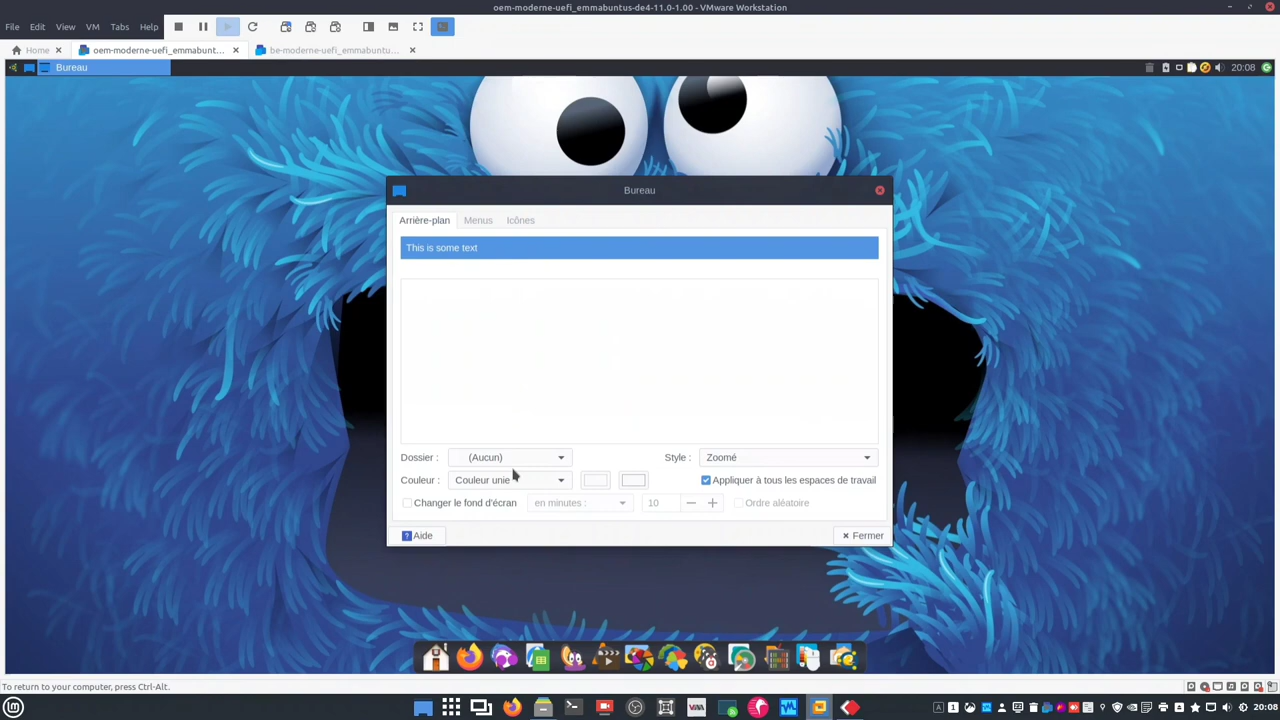 oem-moderne-uefi_emmabuntus-de4-11.0-1.00 - VMware Workstation
File Edit View VM Tabs Help
Home oem-moderne-uefi_emmabunt... be-moderne-uefi_emmabuntu...
Bureau 20:08
Bureau
Arrière-plan Menus Icônes
This is some text
Dossier : (Aucun) Style : Zoomé
Couleur : Couleur unie Appliquer à tous les espaces de travail
Changer le fond d'écran en minutes : 10 Ordre aléatoire
Aide Fermer
To return to your computer, press Ctrl-Alt.
20:08